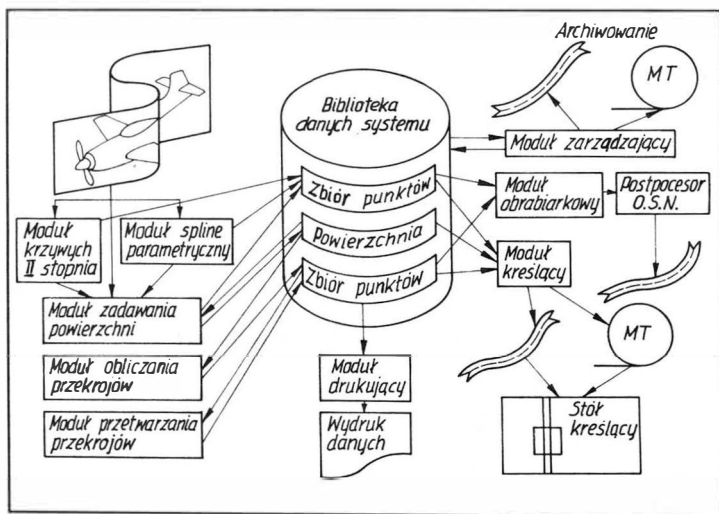 Archiwowanie
MT
Biblioteka
danych systemu
Moduł zarządzający
Zbiór punktów
Moduł
obrabiarkowy
Postpocesor
O.S.N.
Moduł
krzywych
II stopnia
Moduł spline
parametryczny
Powierzchnia
Moduł
kreślący
Zbiór punktów
Moduł zadawania
powierzchni
MT
Moduł obliczania
przekrojów
Moduł
drukujący
Moduł przetwarzania
przekrojów
Wydruk
danych
Stół
kreślący